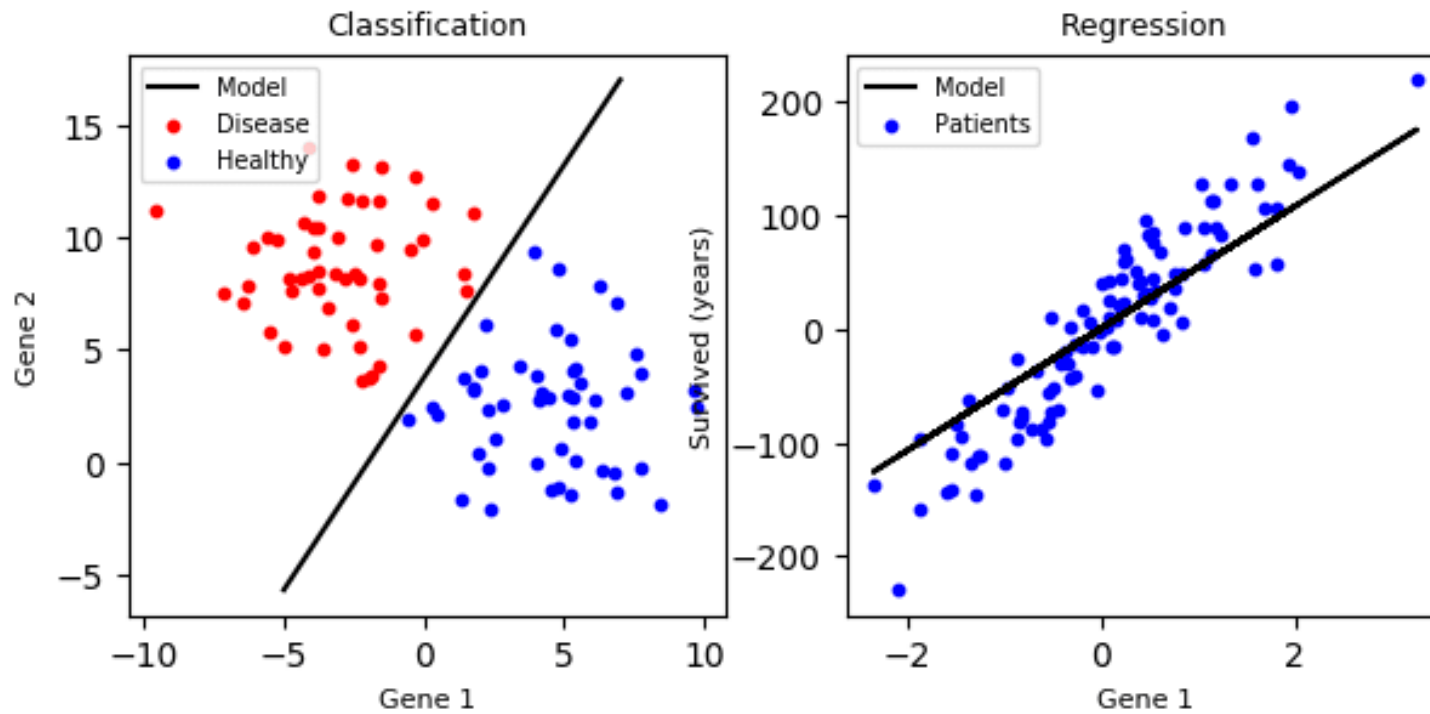 Classification
Model
Disease
Healthy
15
10
5
0
−5
Gene 2
−10
−5
0
5
10
Gene 1
Regression
Model
Patients
200
100
0
−100
−200
Survived (years)
−2
0
2
Gene 1